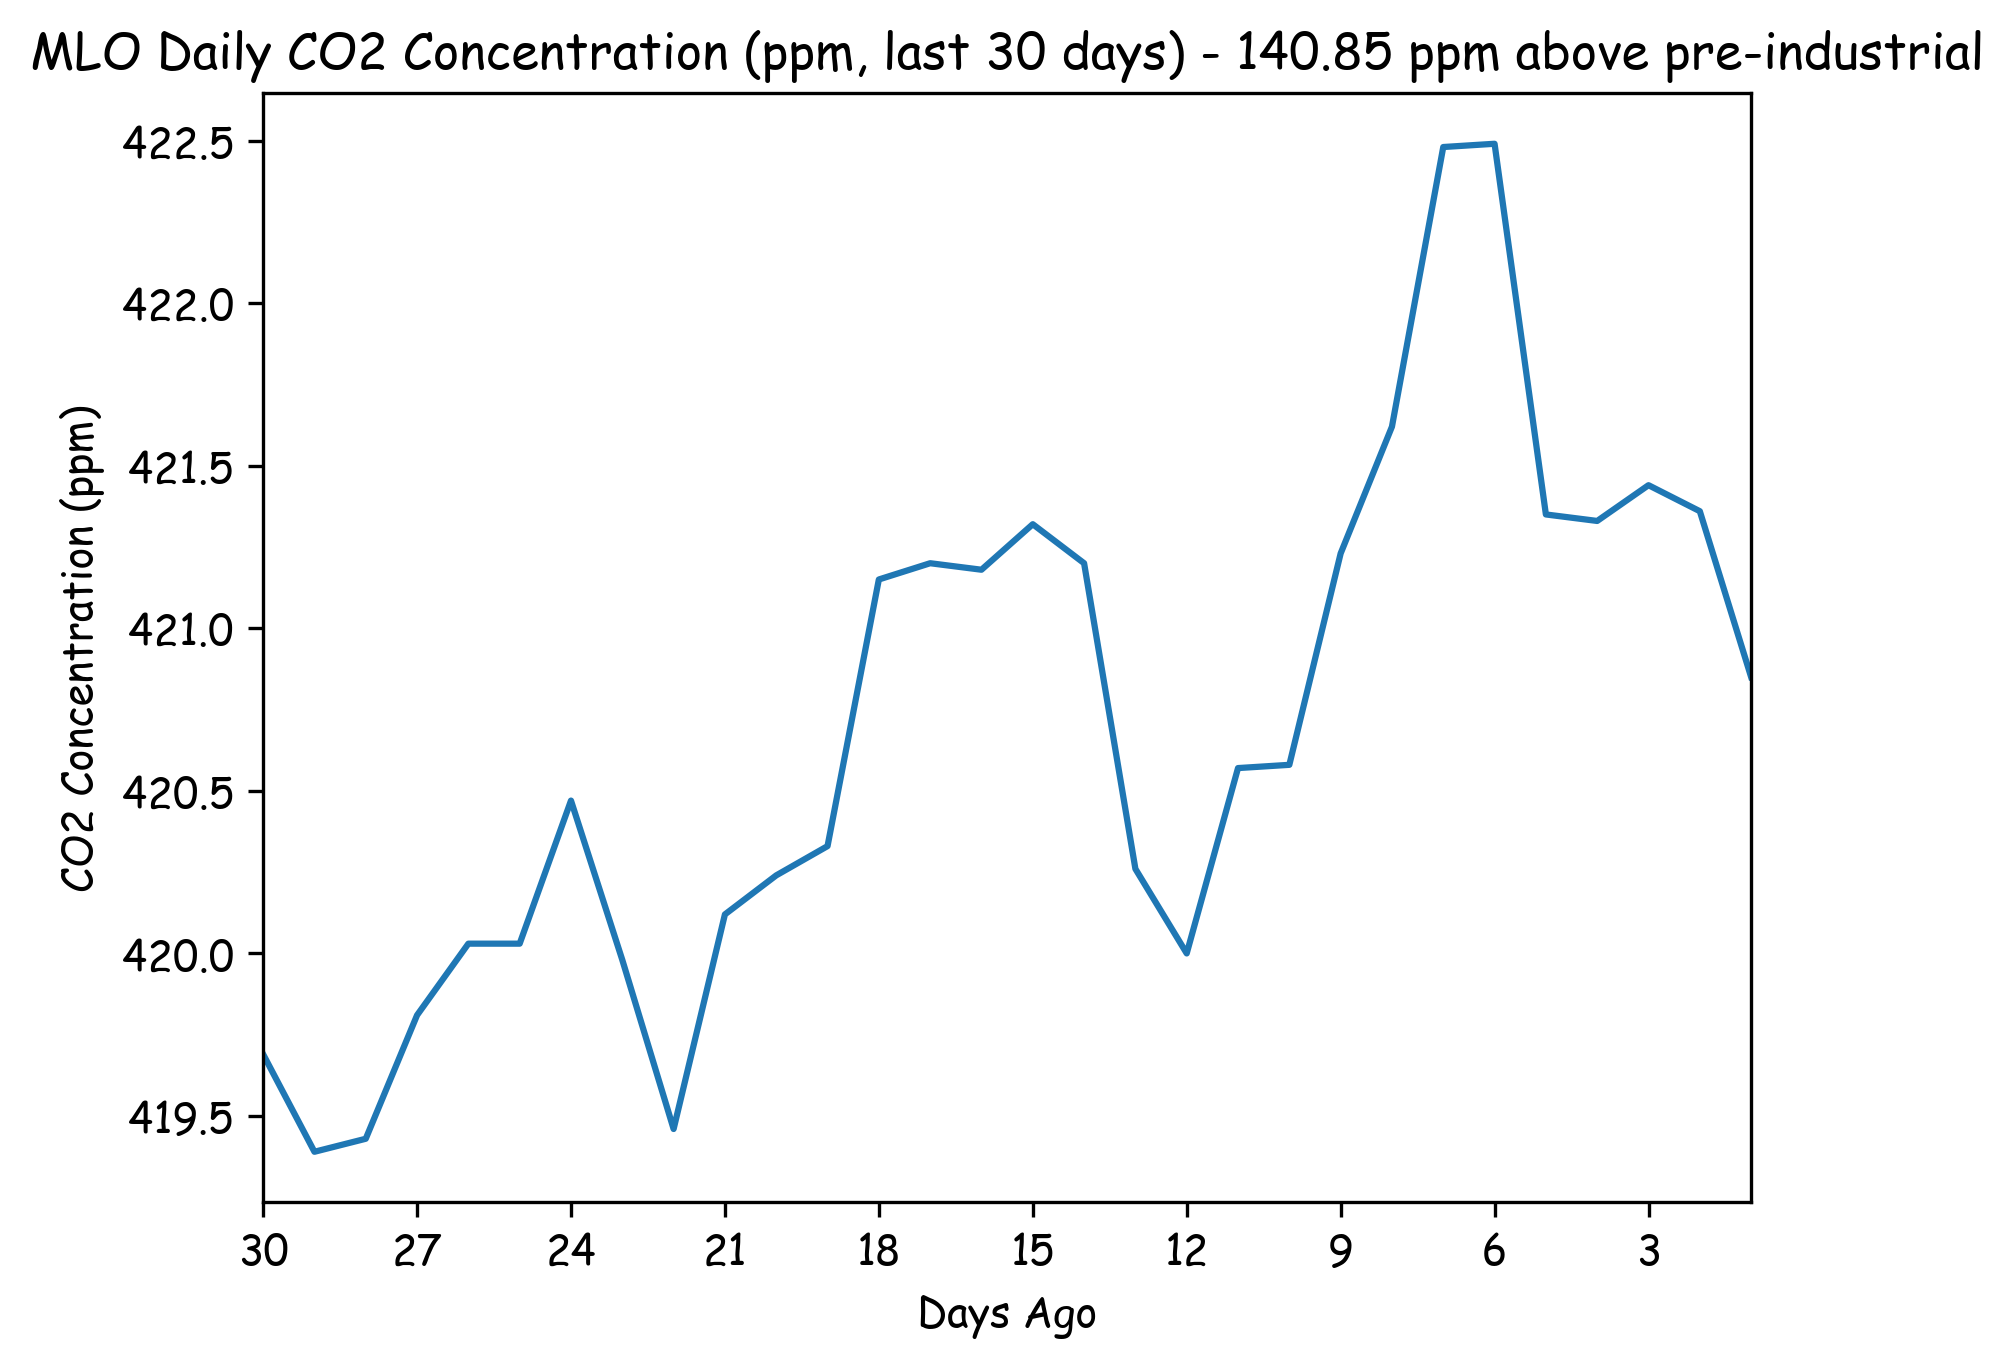 MLO Daily CO2 Concentration (ppm, last 30 days) - 140.85 ppm above pre-industrial
CO2 Concentration (ppm)
422.5
422.0
421.5
421.0
420.5
420.0
419.5
30 27 24 21 18 15 12 9 6 3
Days Ago